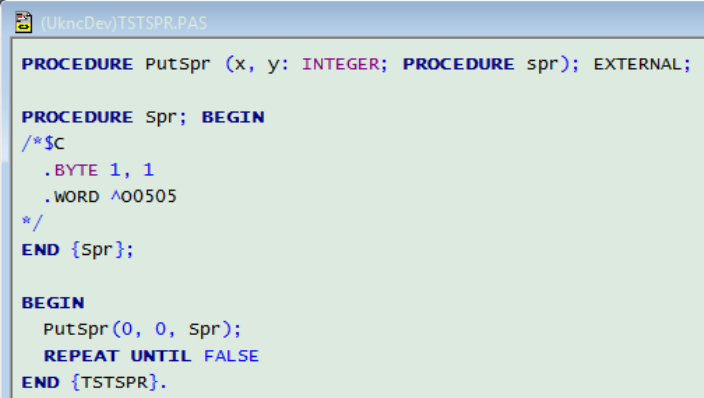 (UkncDev)TSTSPR.PAS
PROCEDURE PutSpr (x, y: INTEGER; PROCEDURE spr); EXTERNAL;
PROCEDURE Spr; BEGIN
/*$C
.BYTE 1, 1
.WORD ^O0505
*/
END {Spr};
BEGIN
PutSpr(0, 0, Spr);
REPEAT UNTIL FALSE
END {TSTSPR}.